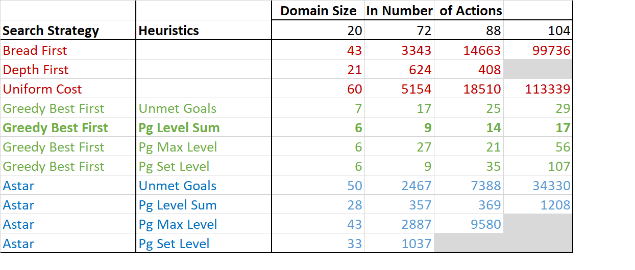 Domain Size In Number of Actions
Search Strategy Heuristics 20 72 88 104
Bread First 43 3343 14663 99736
Depth First 21 624 408
Uniform Cost 60 5154 18510 113339
Greedy Best First Unmet Goals 7 17 25 29
Greedy Best First Pg Level Sum 6 9 14 17
Greedy Best First Pg Max Level 6 27 21 56
Greedy Best First Pg Set Level 6 9 35 107
Astar Unmet Goals 50 2467 7388 34330
Astar Pg Level Sum 28 357 369 1208
Astar Pg Max Level 43 2887 9580
Astar Pg Set Level 33 1037